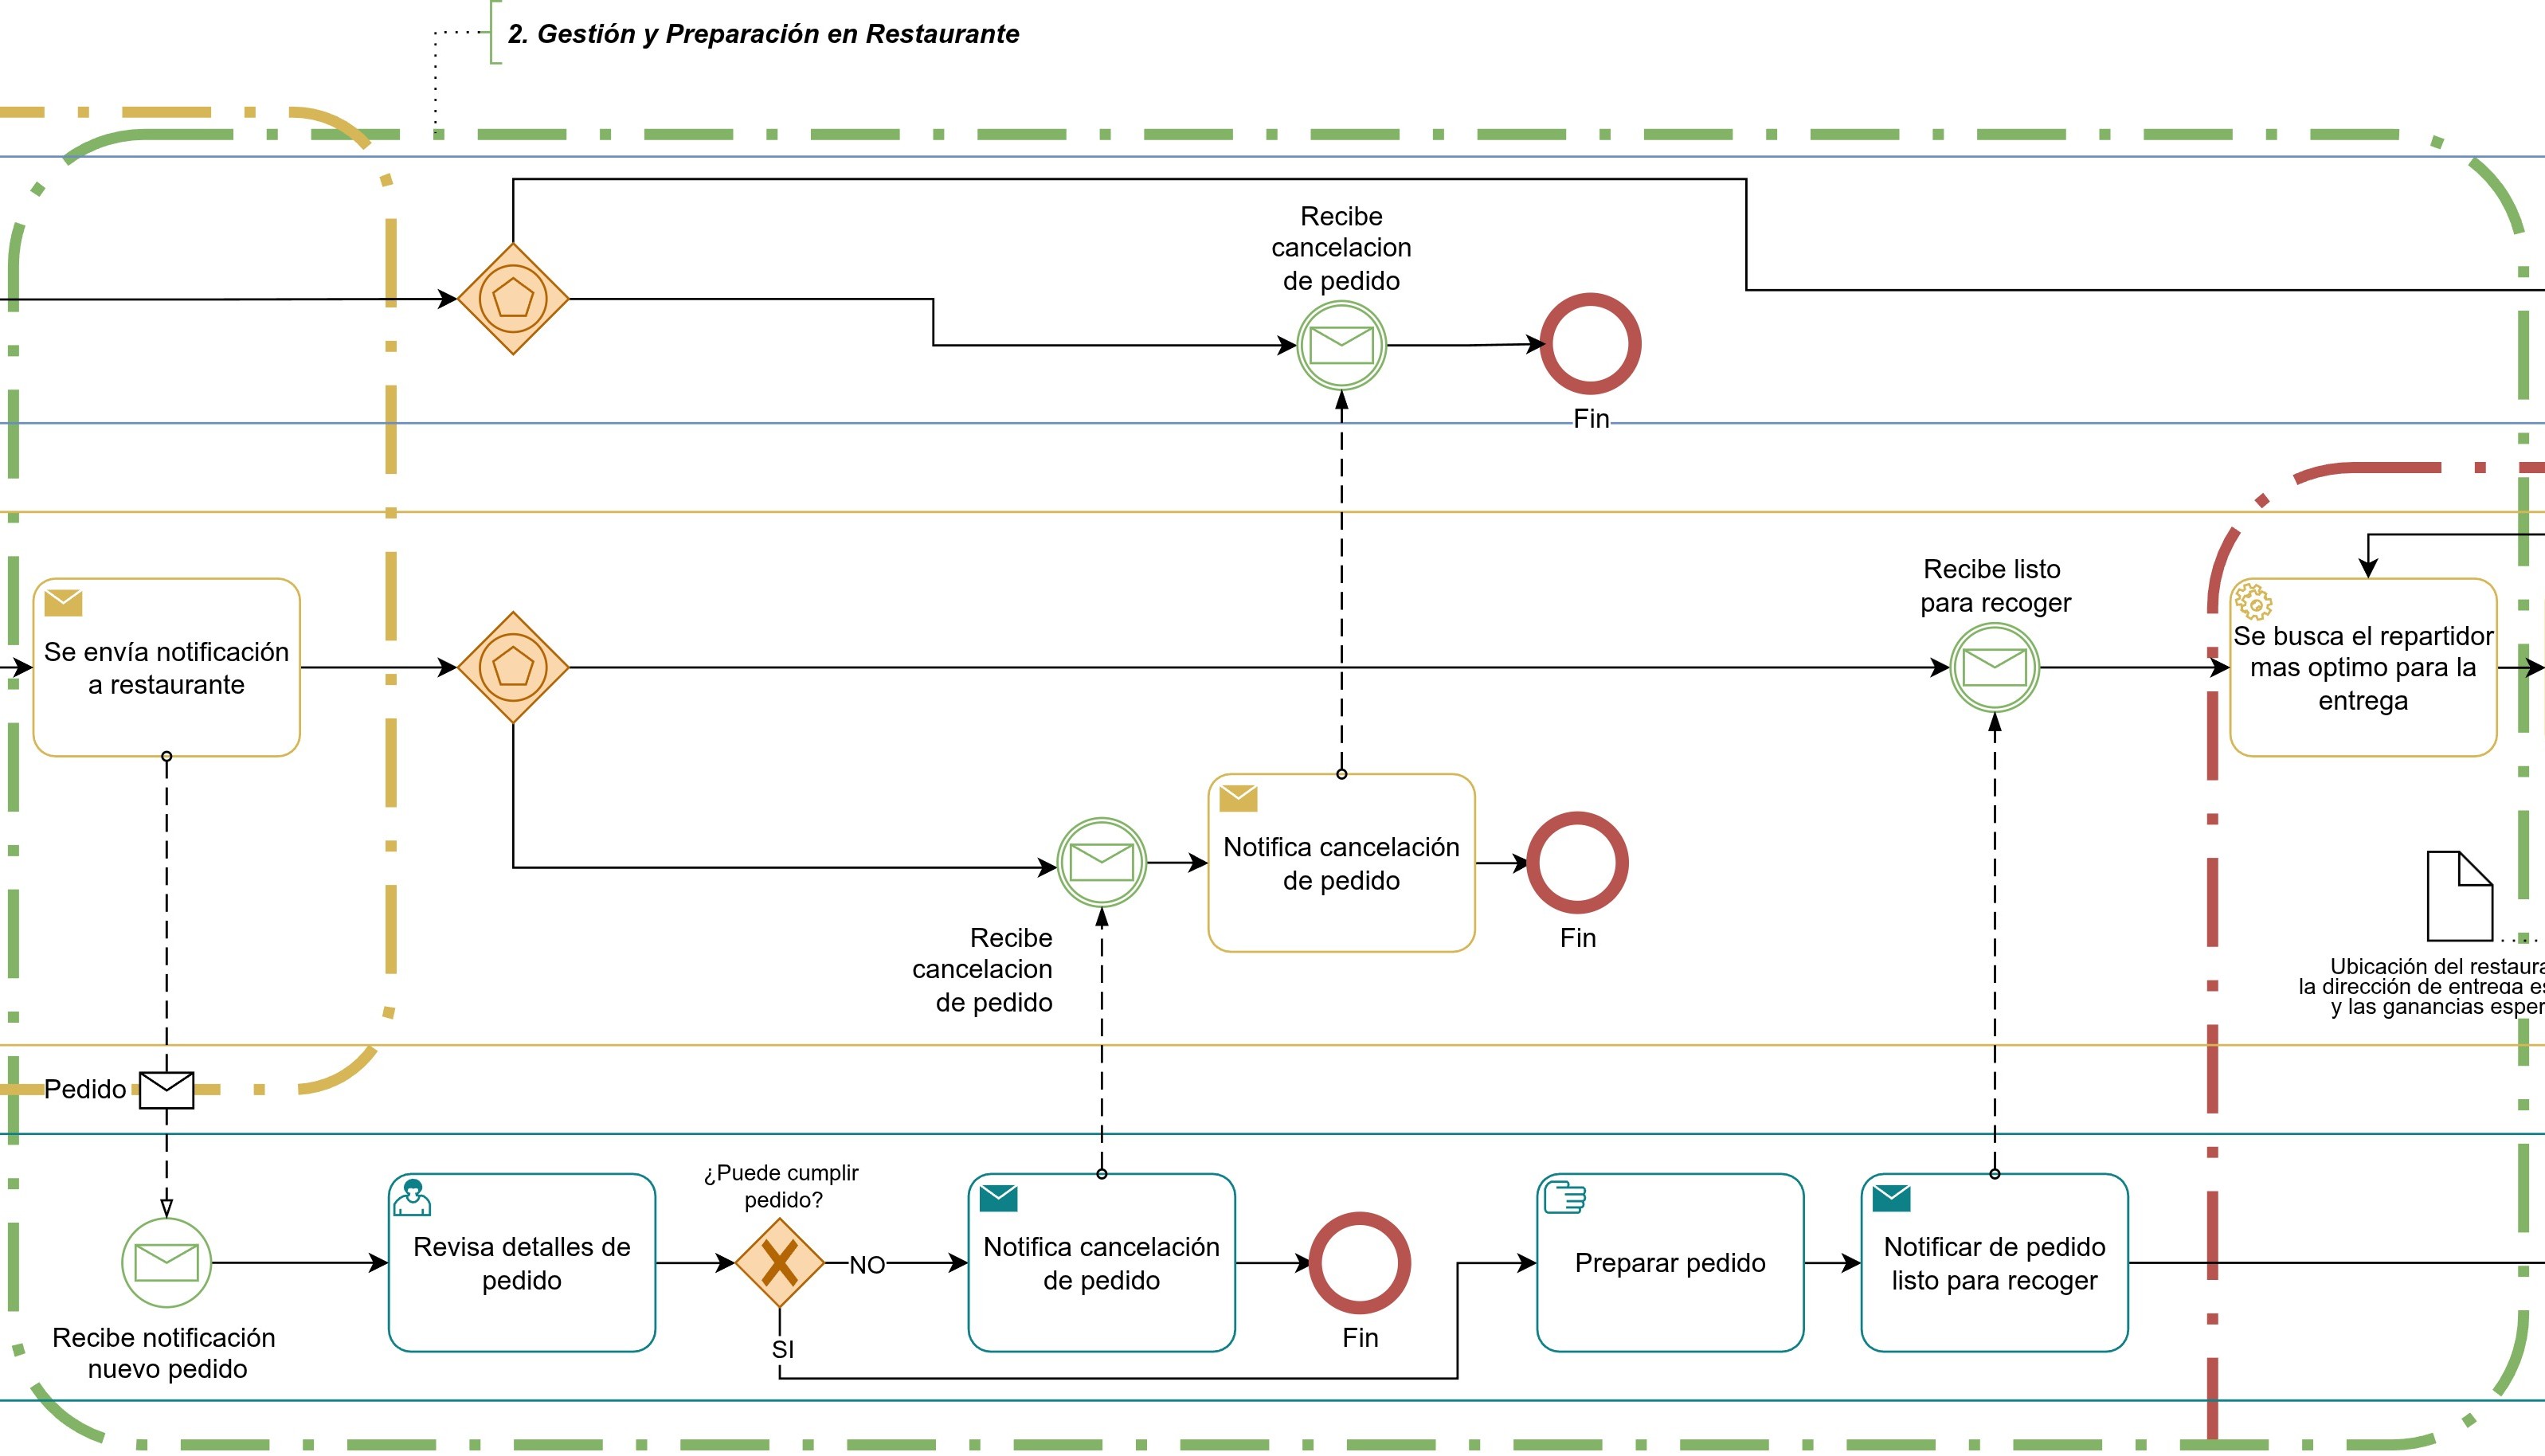 2. Gestión y Preparación en Restaurante
Recibe
cancelacion
de pedido
Fin
Recibe listo
para recoger
Se envía notificación
a restaurante
Se busca el repartidor
mas optimo para la
entrega
Notifica cancelación
de pedido
Fin
Recibe
cancelacion
de pedido
Ubicación del restaura
la dirección de entrega es
y las ganancias esper
Pedido
¿Puede cumplir
pedido?
Revisa detalles de
pedido
NO
Notifica cancelación
de pedido
Fin
Preparar pedido
Notificar de pedido
listo para recoger
SI
Recibe notificación
nuevo pedido